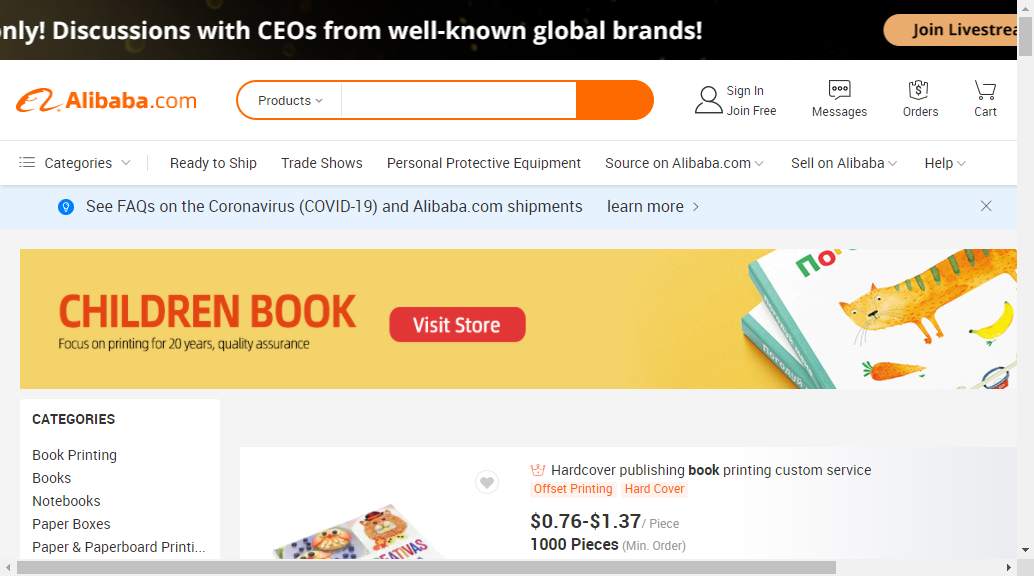 only! Discussions with CEOs from well-known global brands!
Join Livestrea
Alibaba.com
Products
Sign In
Join Free
Messages
Orders
Cart
Categories
Ready to Ship
Trade Shows
Personal Protective Equipment
Source on Alibaba.com
Sell on Alibaba
Help
See FAQs on the Coronavirus (COVID-19) and Alibaba.com shipments
learn more
CHILDREN BOOK
Focus on printing for 20 years, quality assurance
Visit Store
CATEGORIES
Book Printing
Books
Notebooks
Paper Boxes
Paper & Paperboard Printi...
Hardcover publishing book printing custom service
Offset Printing
Hard Cover
$0.76-$1.37/ Piece
1000 Pieces (Min. Order)